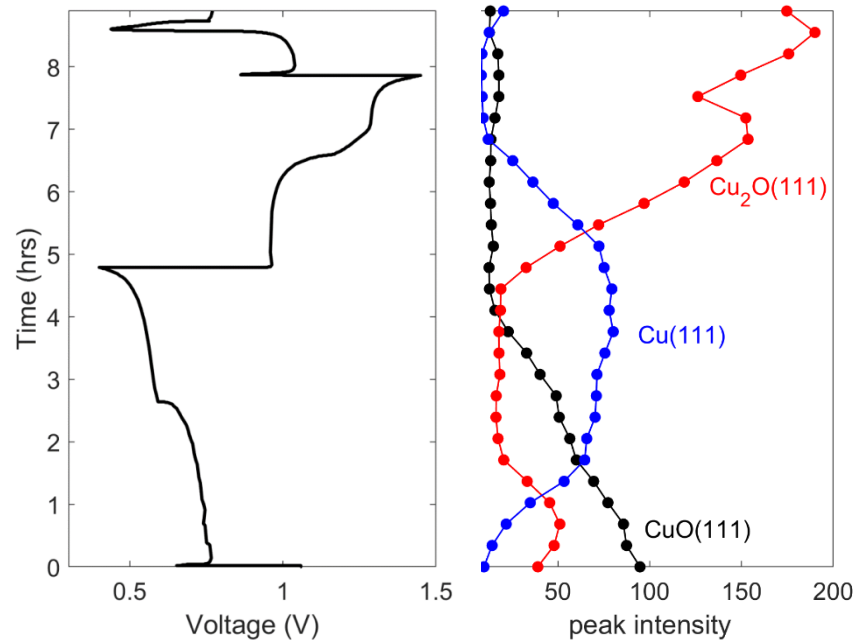 8
7
6
5
4
3
2
1
0
Time (hrs)
0.5
1
1.5
Voltage (V)
Cu₂O(111)
Cu(111)
CuO(111)
50
100
150
200
peak intensity